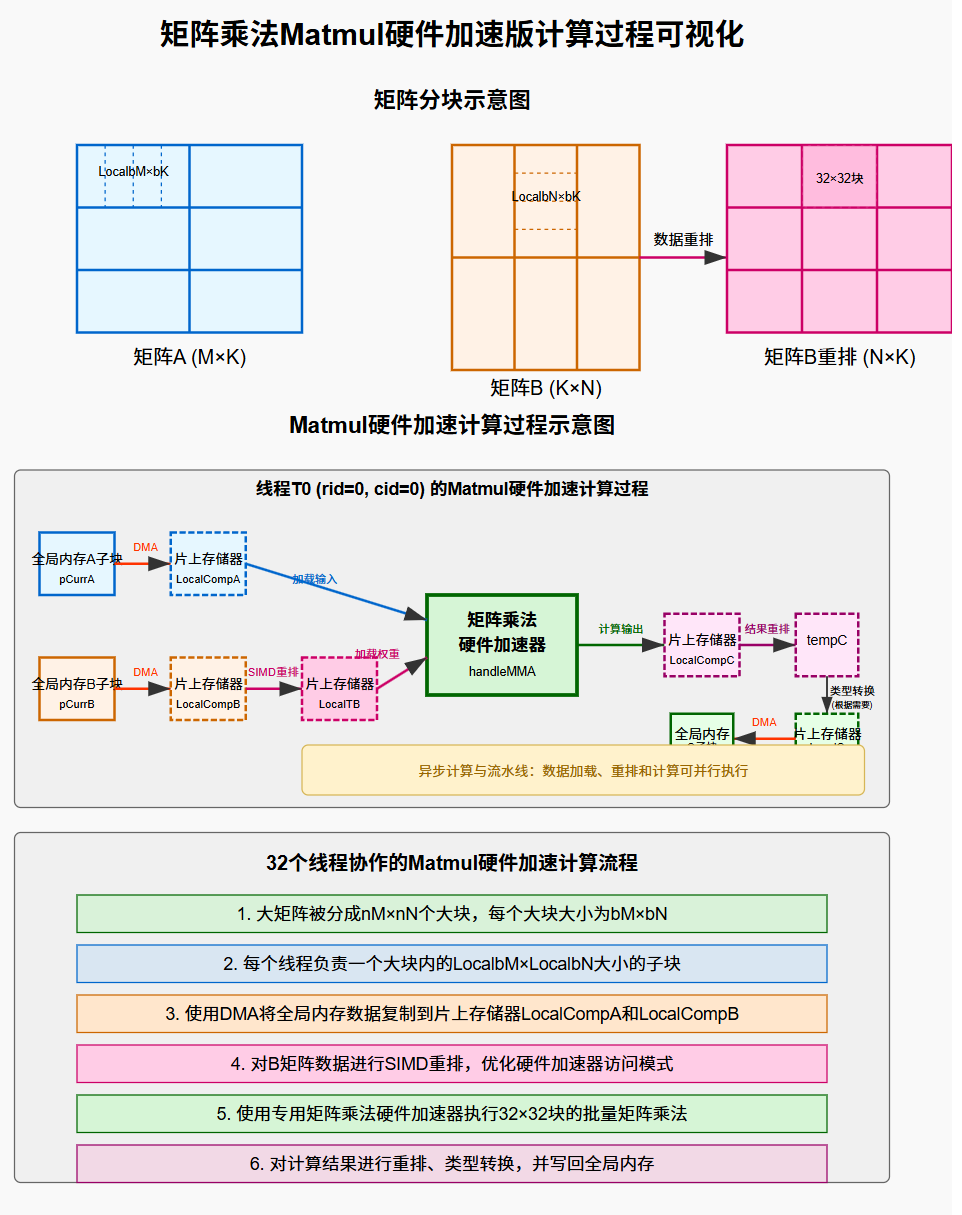 矩阵乘法Matmul硬件加速版计算过程可视化
矩阵分块示意图
LocalbM×bK
LocalbN×bK
32×32块
数据重排
矩阵A (M×K)
矩阵B (K×N)
矩阵B重排 (N×K)
Matmul硬件加速计算过程示意图
线程T0 (rid=0, cid=0) 的Matmul硬件加速计算过程
全局内存A子块
pCurrA
DMA
片上存储器
LocalCompA
加载输入
全局内存B子块
pCurrB
DMA
片上存储器
LocalCompB
SIMD重排
片上存储器
LocalTB
加载权重
矩阵乘法
硬件加速器
handleMMA
计算输出
片上存储器
LocalCompC
结果重排
tempC
类型转换
(根据需要)
片上存储器
DMA
全局内存
异步计算与流水线：数据加载、重排和计算可并行执行
32个线程协作的Matmul硬件加速计算流程
1. 大矩阵被分成nM×nN个大块，每个大块大小为bM×bN
2. 每个线程负责一个大块内的LocalbM×LocalbN大小的子块
3. 使用DMA将全局内存数据复制到片上存储器LocalCompA和LocalCompB
4. 对B矩阵数据进行SIMD重排，优化硬件加速器访问模式
5. 使用专用矩阵乘法硬件加速器执行32×32块的批量矩阵乘法
6. 对计算结果进行重排、类型转换，并写回全局内存